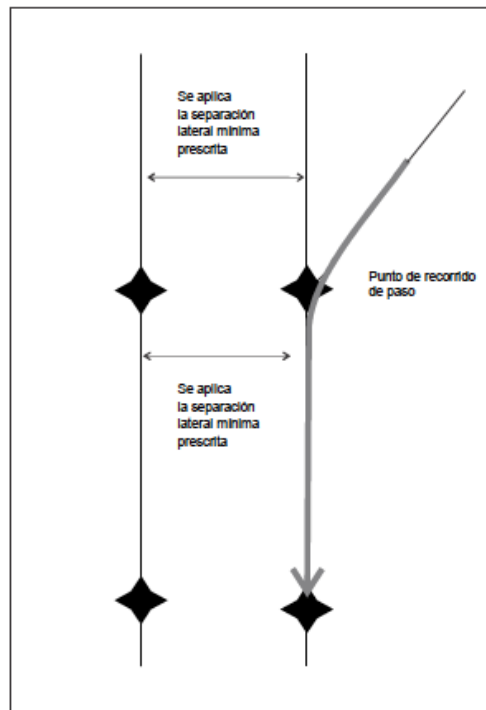 Se aplica
la separación
lateral mínima
prescrita
Punto de recorrido
de paso
Se aplica
la separación
lateral mínima
prescrita